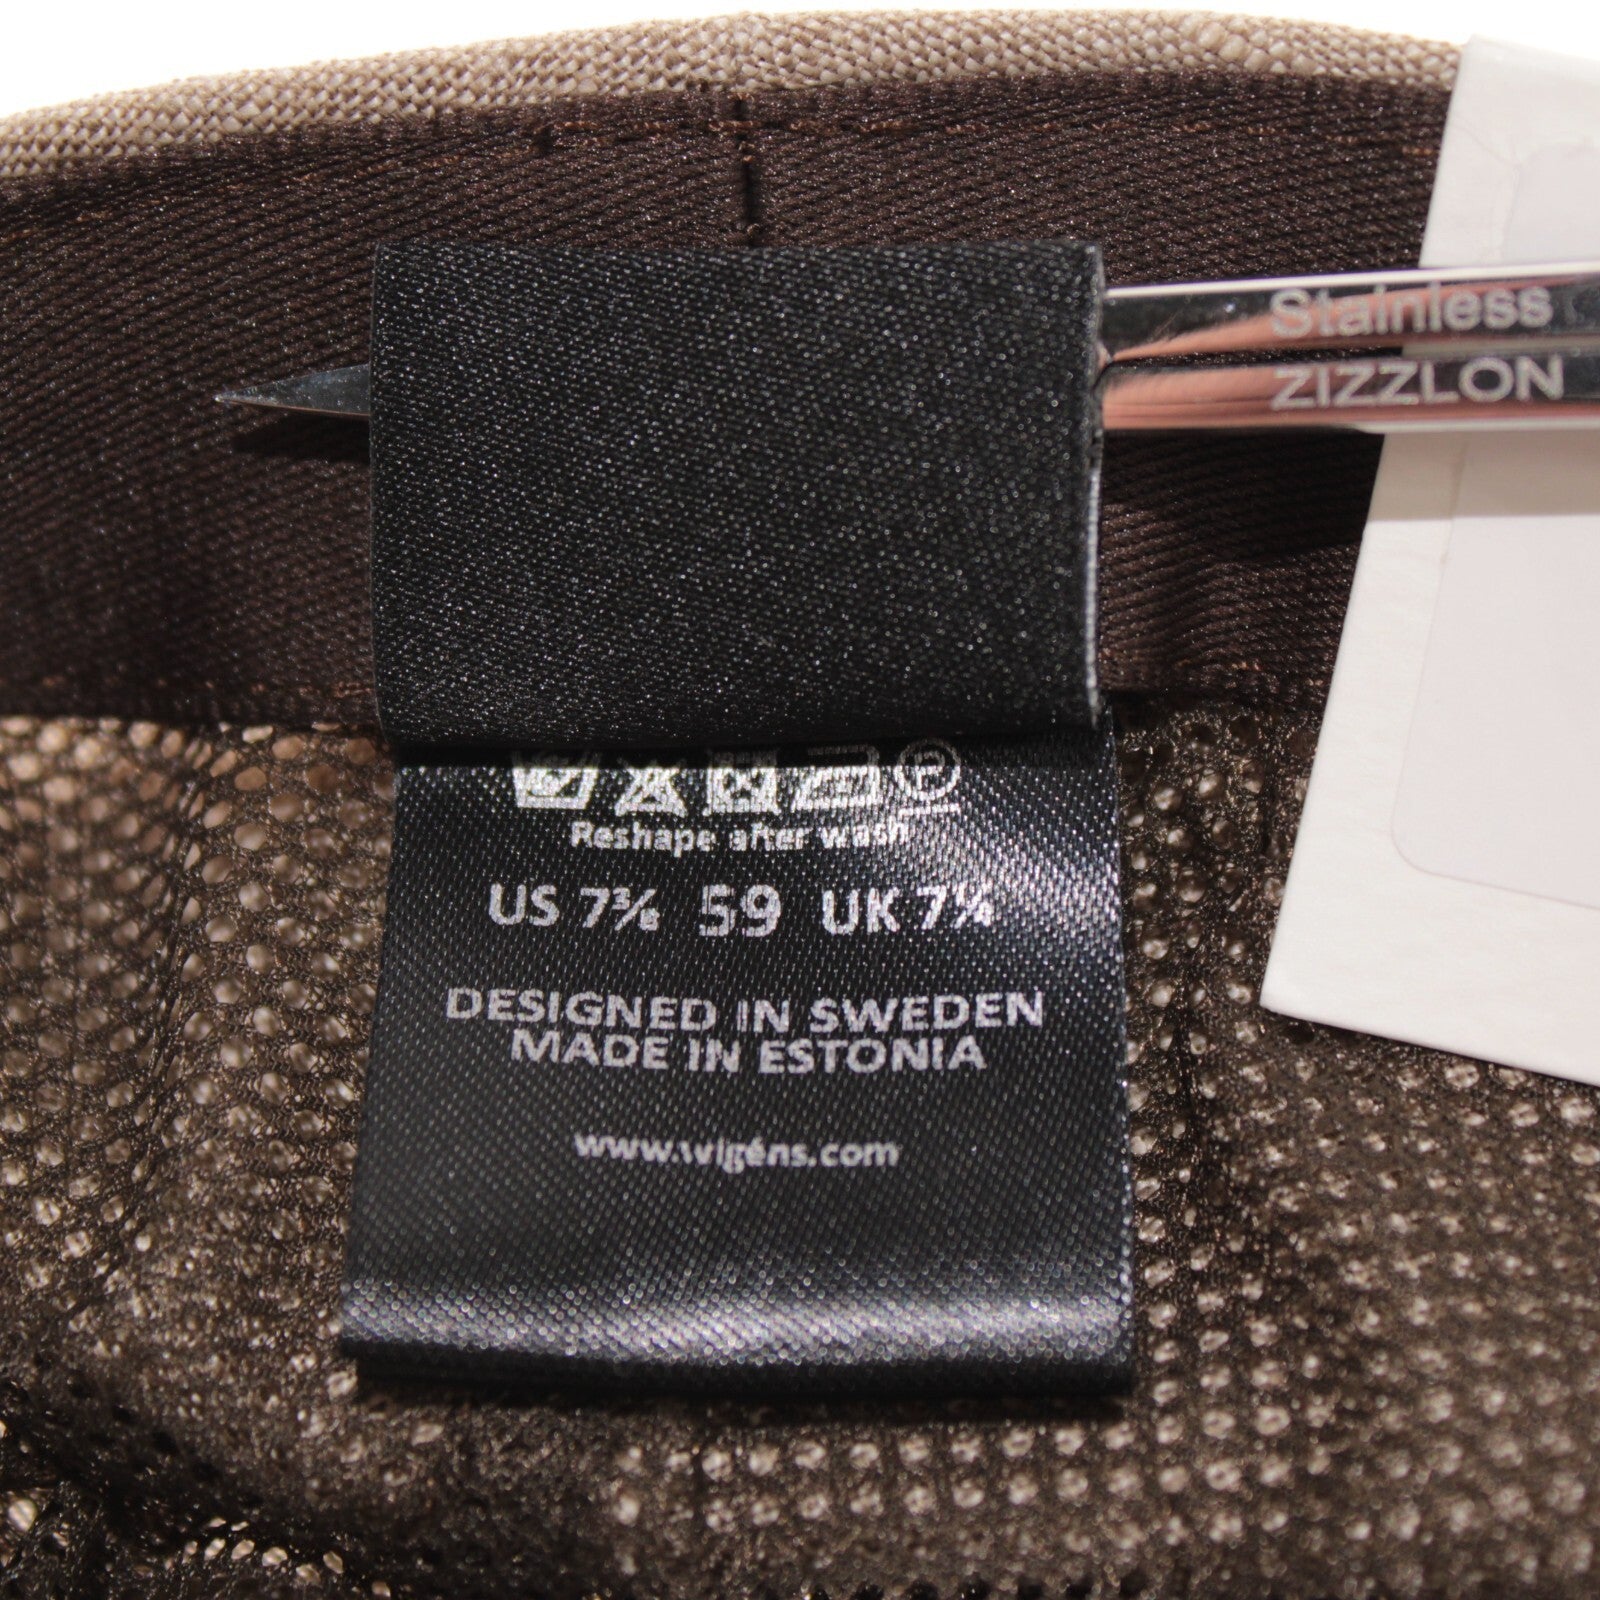 Stainless
ZIZZLON
P
Reshape after wash
US 7⅜ 59 UK 7¼
DESIGNED IN SWEDEN
MADE IN ESTONIA
www.wigéns.com